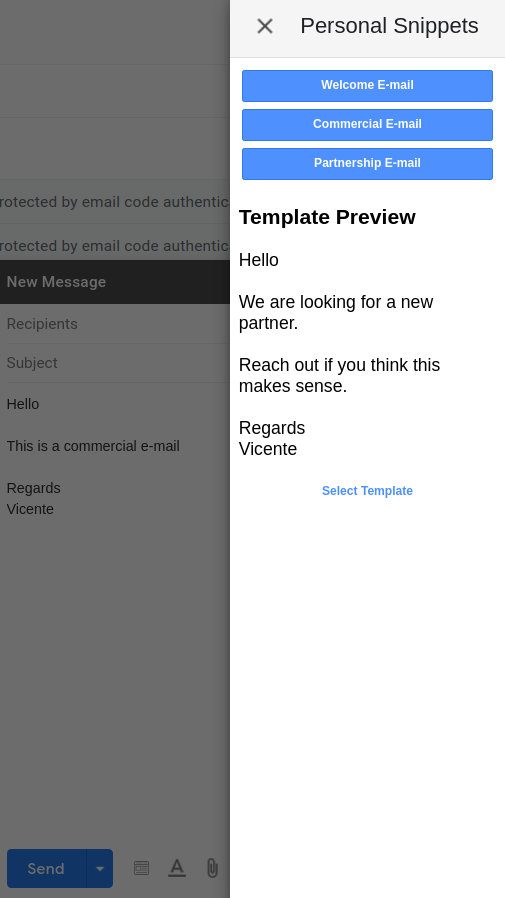 Personal Snippets
Welcome E-mail
Commercial E-mail
Partnership E-mail
Template Preview
Hello
We are looking for a new
partner.
Reach out if you think this
makes sense.
Regards
Vicente
Select Template
rotected by email code authentic
rotected by email code authentic
New Message
Recipients
Subject
Hello
This is a commercial e-mail
Regards
Vicente
Send